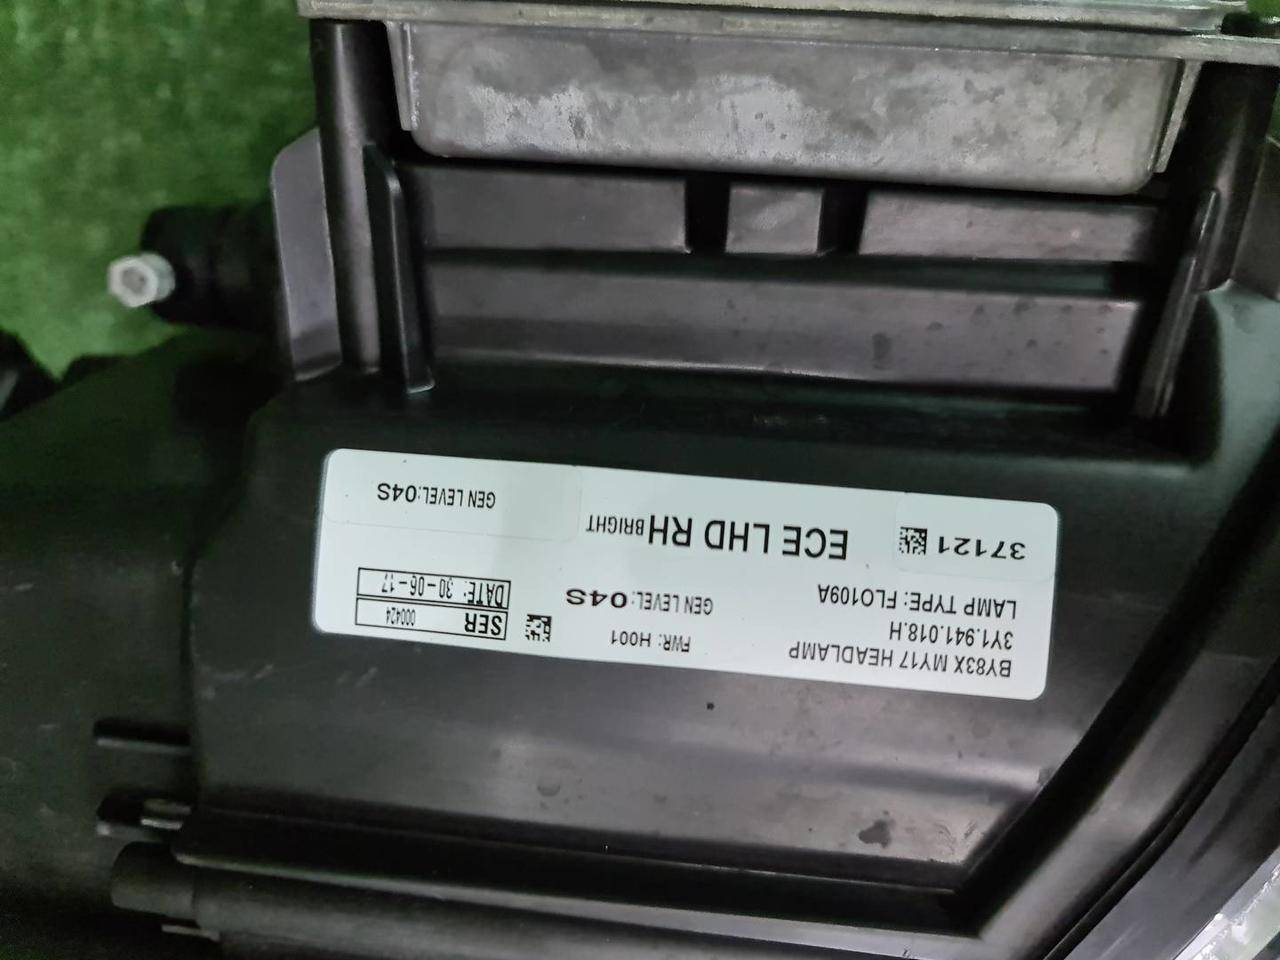 BY83X MY17 HEADLAMP
3Y1.941.018.H
LAMP TYPE: FLO109A
37121
FWR: H001
GEN LEVEL:04S
ECE LHD RH BRIGHT
SER 000424
DATE: 30-06-17
GEN LEVEL:04S